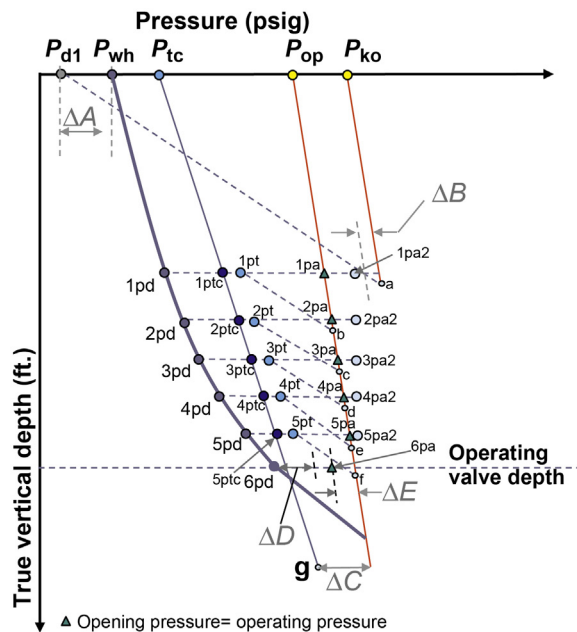 Pressure (psig)
Pd1 Pwh Ptc Pop Pko
ΔA
ΔB
1pt 1pa 1pa2
1pd 1ptc a
2pt 2pa
2pd 2ptc b 2pa2
3pt 3pa
3pd 3ptc c 3pa2
4pt 4pa
4pd 4ptc d 4pa2
5pt 5pa
5pd e 5pa2
6pa
Operating
valve depth
5ptc 6pd f
ΔE
ΔD
g ΔC
True vertical depth (ft.)
Opening pressure= operating pressure